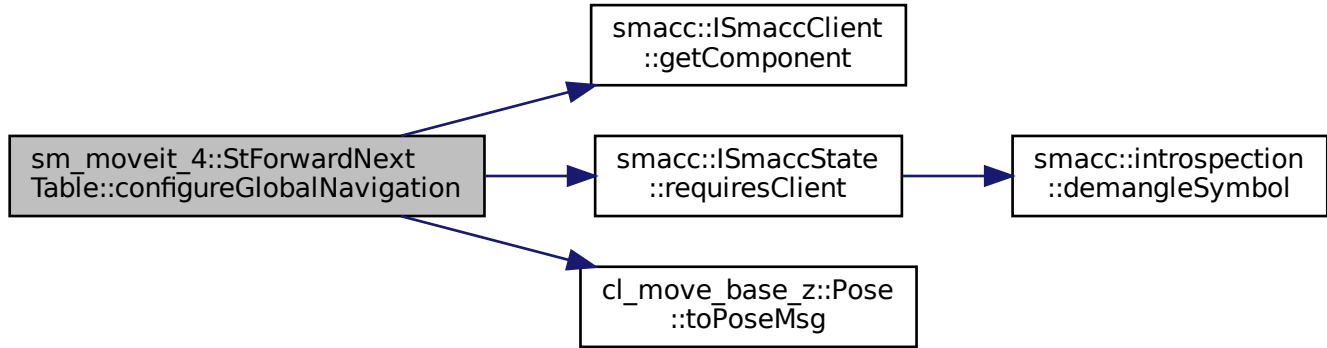 sm_moveit_4::StForwardNext
Table::configureGlobalNavigation
smacc::ISmaccClient
::getComponent
smacc::ISmaccState
::requiresClient
smacc::introspection
::demangleSymbol
cl_move_base_z::Pose
::toPoseMsg